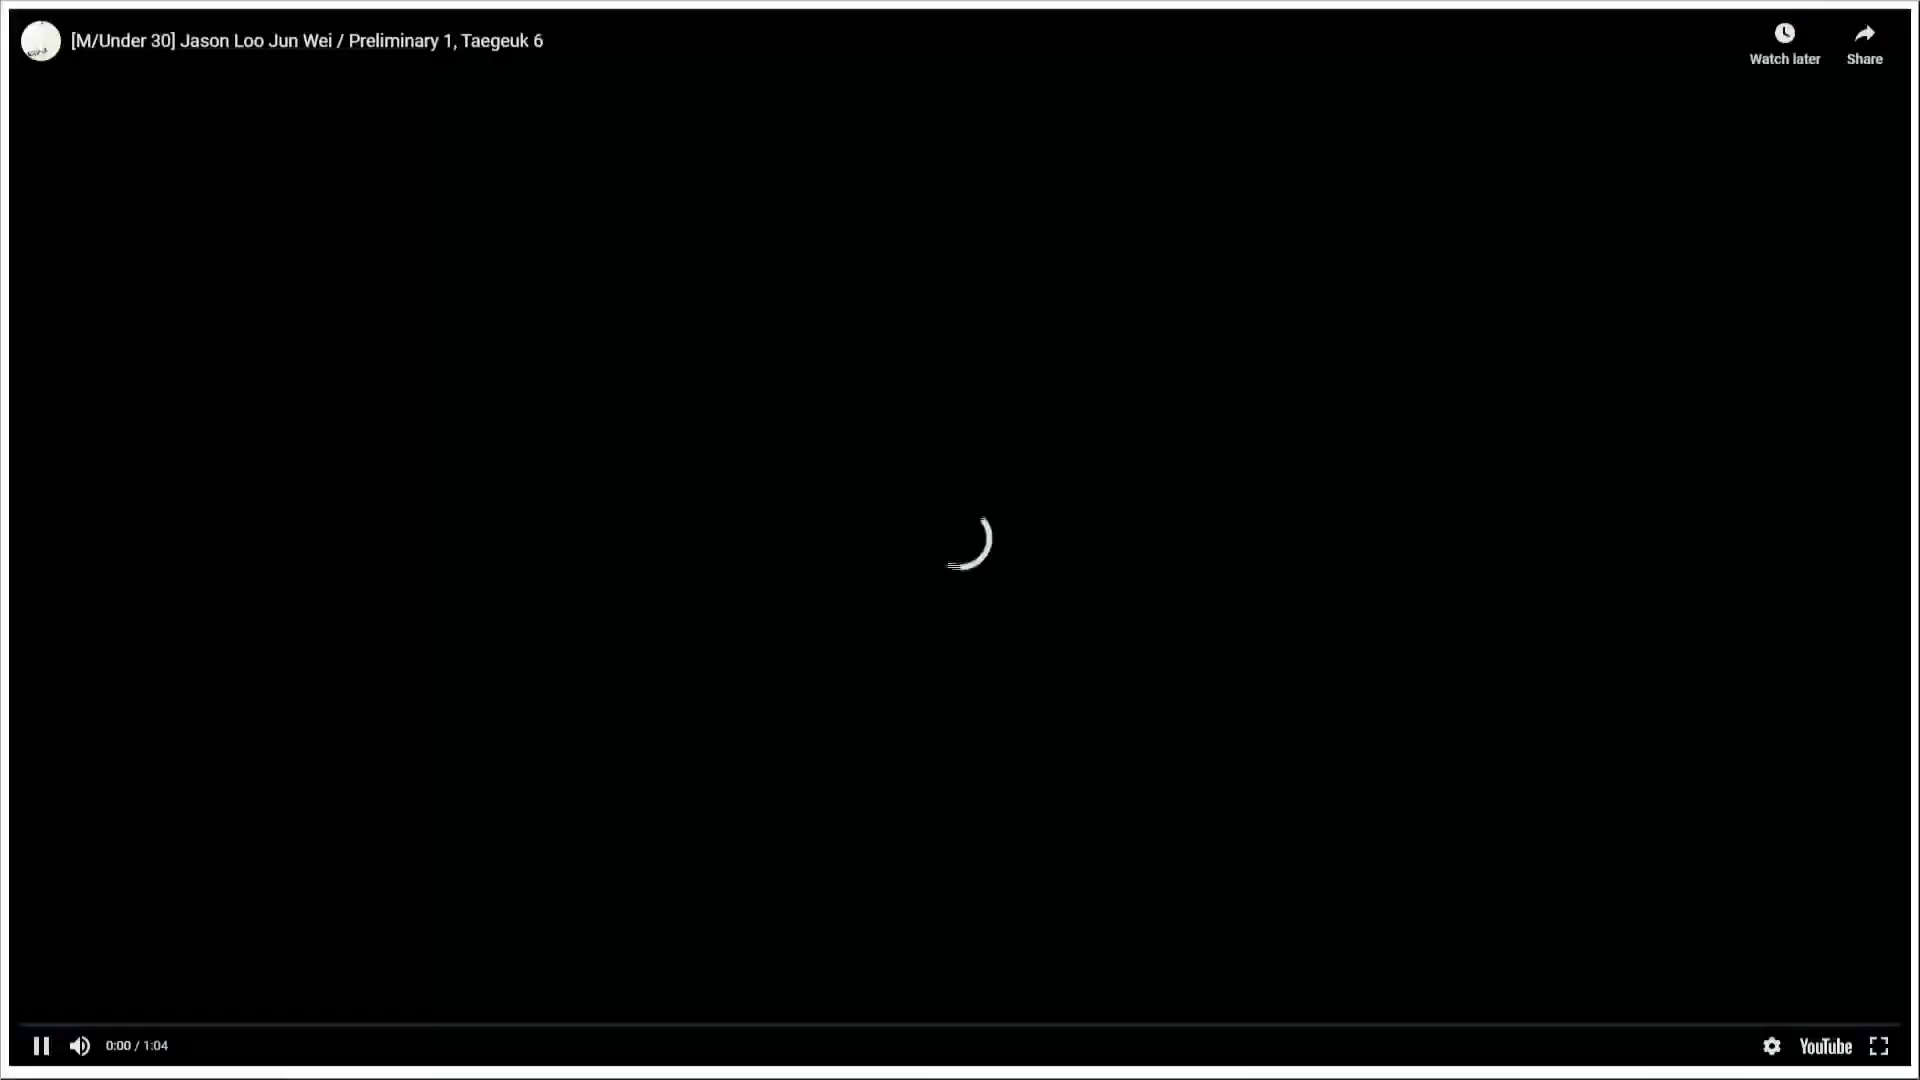 [M/Under 30] Jason Loo Jun Wei / Preliminary 1, Taegeuk 6
Watch later
Share
0:00 / 1:04
YouTube